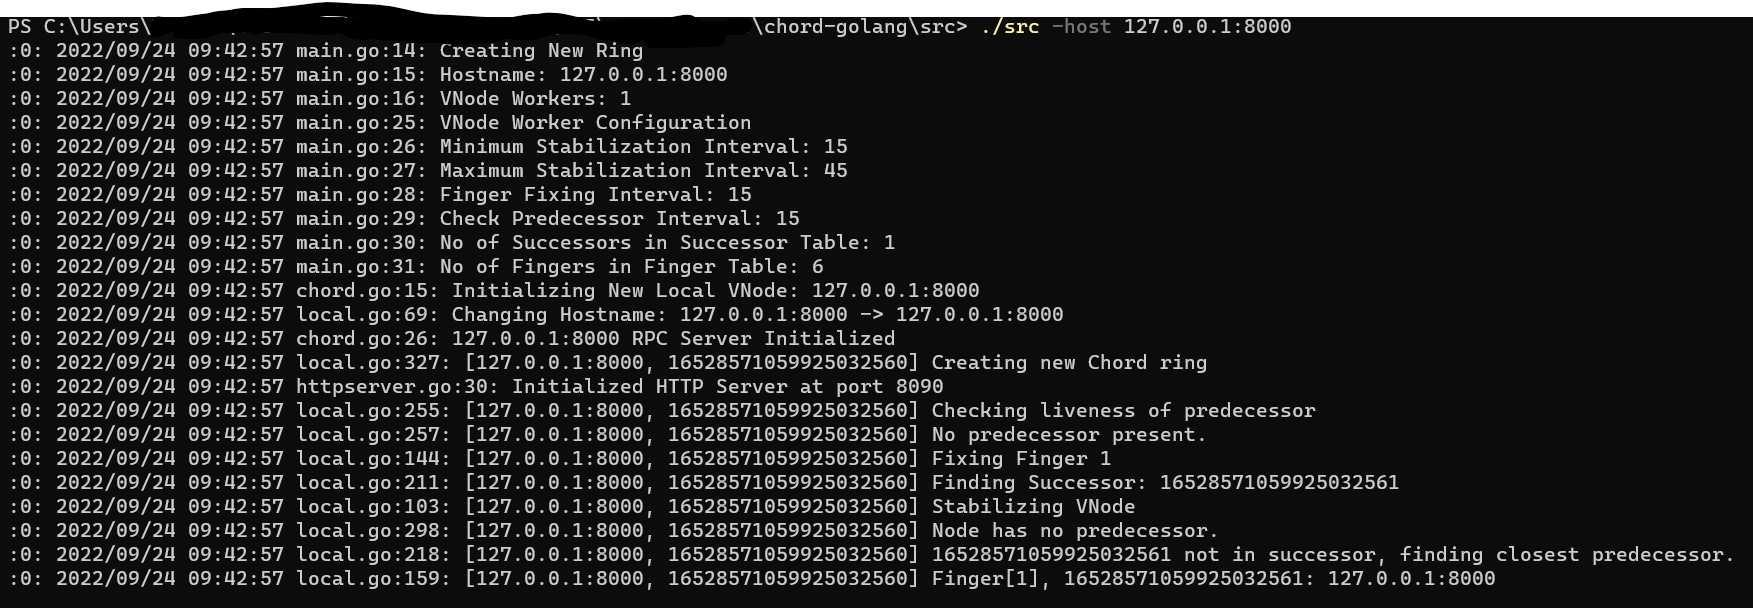 PS C:\Users\ \chord-golang\src> ./src -host 127.0.0.1:8000
:0: 2022/09/24 09:42:57 main.go:14: Creating New Ring
:0: 2022/09/24 09:42:57 main.go:15: Hostname: 127.0.0.1:8000
:0: 2022/09/24 09:42:57 main.go:16: VNode Workers: 1
:0: 2022/09/24 09:42:57 main.go:25: VNode Worker Configuration
:0: 2022/09/24 09:42:57 main.go:26: Minimum Stabilization Interval: 15
:0: 2022/09/24 09:42:57 main.go:27: Maximum Stabilization Interval: 45
:0: 2022/09/24 09:42:57 main.go:28: Finger Fixing Interval: 15
:0: 2022/09/24 09:42:57 main.go:29: Check Predecessor Interval: 15
:0: 2022/09/24 09:42:57 main.go:30: No of Successors in Successor Table: 1
:0: 2022/09/24 09:42:57 main.go:31: No of Fingers in Finger Table: 6
:0: 2022/09/24 09:42:57 chord.go:15: Initializing New Local VNode: 127.0.0.1:8000
:0: 2022/09/24 09:42:57 local.go:69: Changing Hostname: 127.0.0.1:8000 -> 127.0.0.1:8000
:0: 2022/09/24 09:42:57 chord.go:26: 127.0.0.1:8000 RPC Server Initialized
:0: 2022/09/24 09:42:57 local.go:327: [127.0.0.1:8000, 16528571059925032560] Creating new Chord ring
:0: 2022/09/24 09:42:57 httpserver.go:30: Initialized HTTP Server at port 8090
:0: 2022/09/24 09:42:57 local.go:255: [127.0.0.1:8000, 16528571059925032560] Checking liveness of predecessor
:0: 2022/09/24 09:42:57 local.go:257: [127.0.0.1:8000, 16528571059925032560] No predecessor present.
:0: 2022/09/24 09:42:57 local.go:144: [127.0.0.1:8000, 16528571059925032560] Fixing Finger 1
:0: 2022/09/24 09:42:57 local.go:211: [127.0.0.1:8000, 16528571059925032560] Finding Successor: 16528571059925032561
:0: 2022/09/24 09:42:57 local.go:103: [127.0.0.1:8000, 16528571059925032560] Stabilizing VNode
:0: 2022/09/24 09:42:57 local.go:298: [127.0.0.1:8000, 16528571059925032560] Node has no predecessor.
:0: 2022/09/24 09:42:57 local.go:218: [127.0.0.1:8000, 16528571059925032560] 16528571059925032561 not in successor, finding closest predecessor.
:0: 2022/09/24 09:42:57 local.go:159: [127.0.0.1:8000, 16528571059925032560] Finger[1], 16528571059925032561: 127.0.0.1:8000